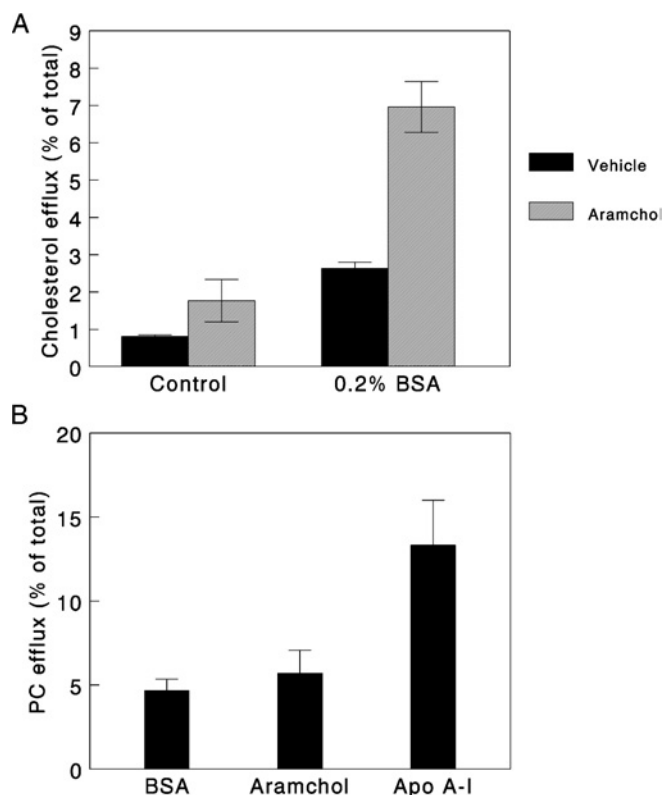 A
Cholesterol efflux (% of total)
9
8
7
6
5
4
3
2
1
0
Control
0.2% BSA
Vehicle
Aramchol
B
PC efflux (% of total)
20
15
10
5
0
BSA
Aramchol
Apo A-I